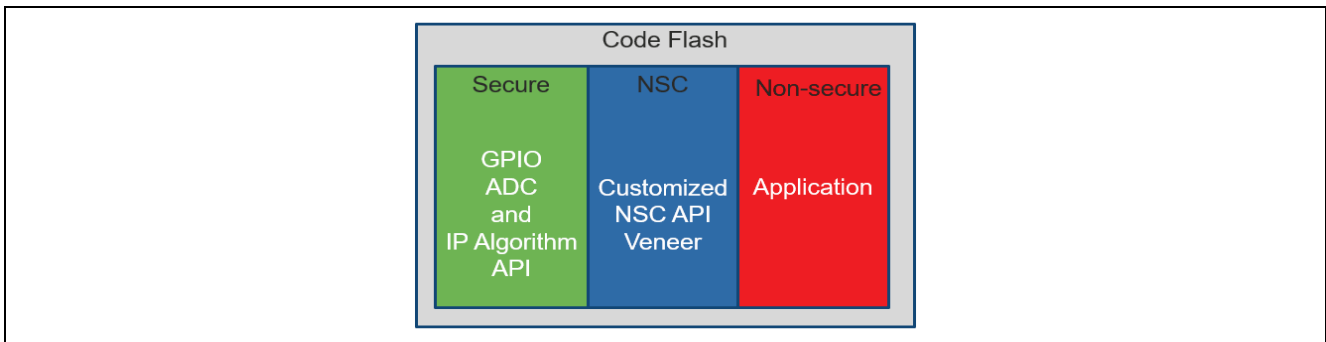 Code Flash
Secure
GPIO
ADC
and
IP Algorithm
API
NSC
Customized
NSC API
Veneer
Non-secure
Application